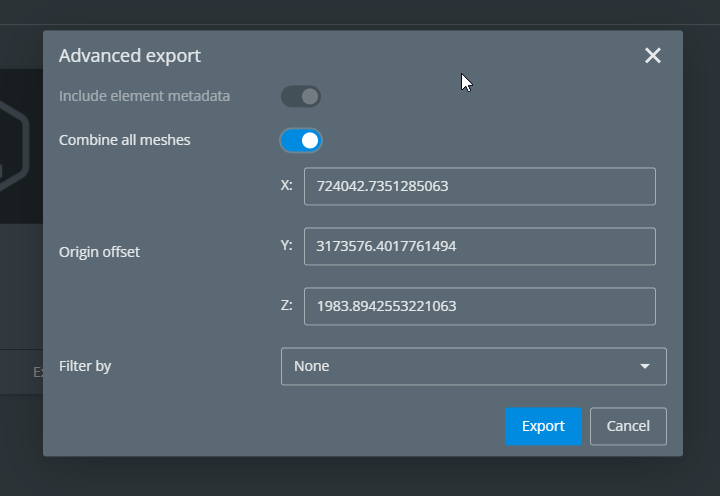 Advanced export
Include element metadata
Combine all meshes
X: 724042.7351285063
Origin offset
Y: 3173576.4017761494
Z: 1983.8942553221063
Filter by None
Export Cancel